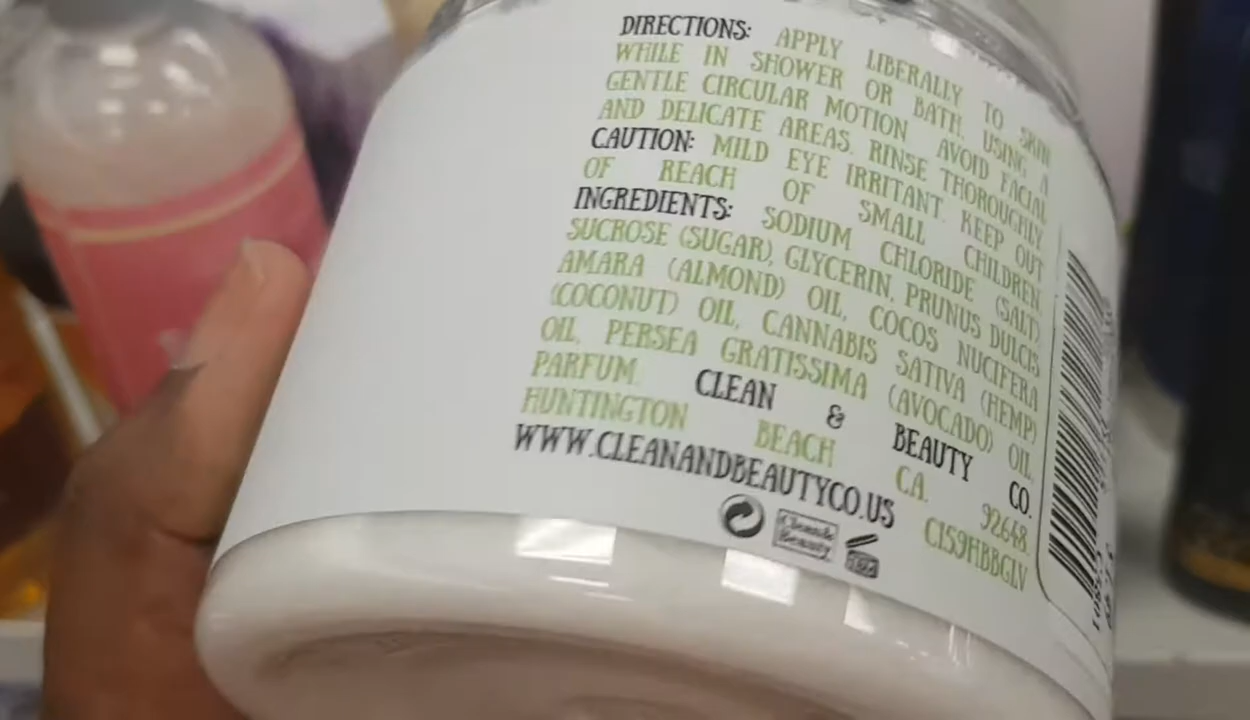 DIRECTIONS: APPLY LIBERALLY TO SKIN
WHILE IN SHOWER OR BATH. USING A
GENTLE CIRCULAR MOTION. AVOID FACIAL
AND DELICATE AREAS. RINSE THOROUGHLY.
CAUTION: MILD EYE IRRITANT. KEEP OUT
OF REACH OF SMALL CHILDREN
INGREDIENTS: SODIUM CHLORIDE (SALT)
SUCROSE (SUGAR), GLYCERIN, PRUNUS DULCIS
AMARA (ALMOND) OIL, COCOS NUCIFERA
(COCONUT) OIL, CANNABIS SATIVA (HEMP)
OIL, PERSEA GRATISSIMA (AVOCADO) OIL,
PARFUM. CLEAN & BEAUTY CO.
HUNTINGTON BEACH CA. 92648.
WWW.CLEANANDBEAUTYCO.US C159HBBGLV
Clean&
Beauty